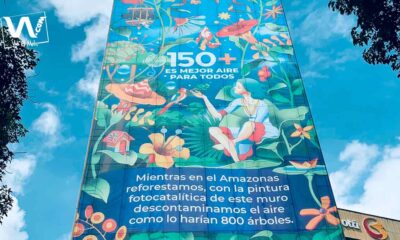 W
150+
ES MEJOR AIRE
PARA TODOS
Mientras en el Amazonas
reforestamos, con la pintura
fotocatalítica de este muro
descontaminamos el aire
como lo harían 800 árboles.